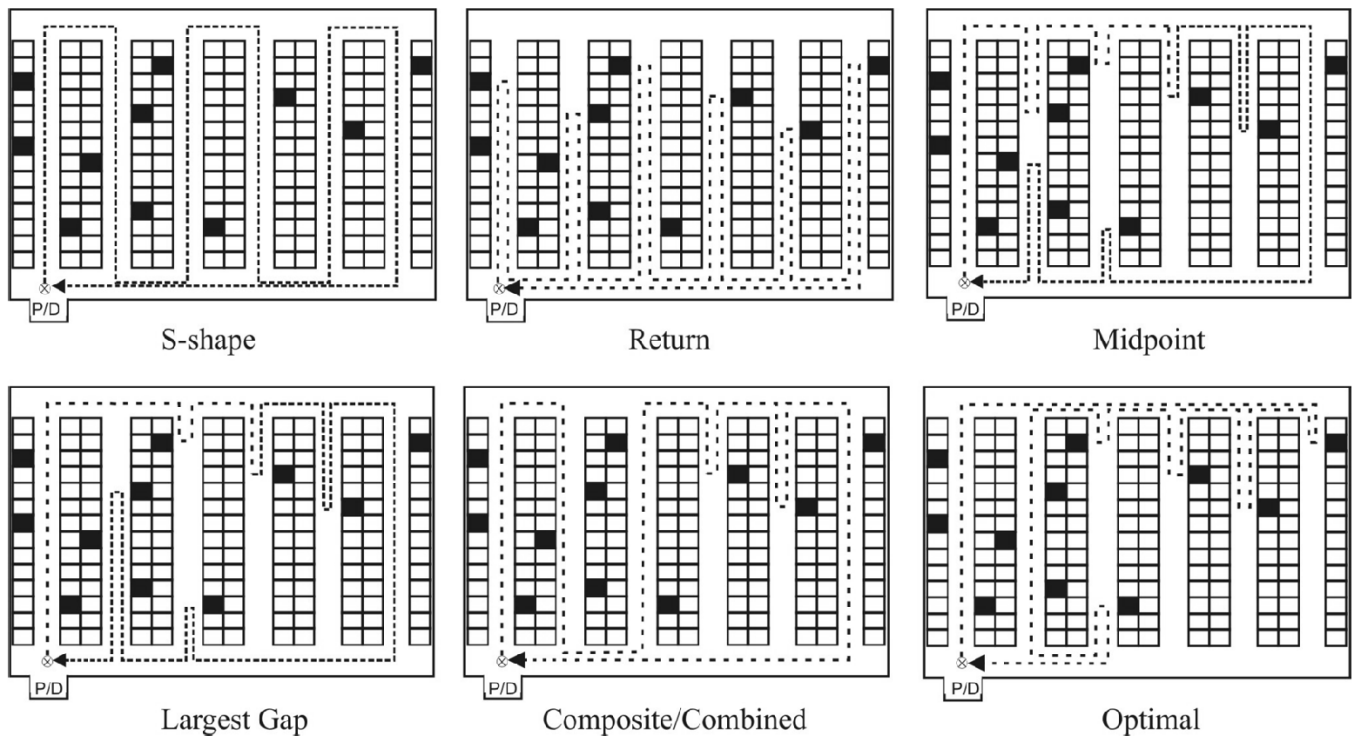 P/D
P/D
P/D
S-shape
Return
Midpoint
P/D
P/D
P/D
Largest Gap
Composite/Combined
Optimal